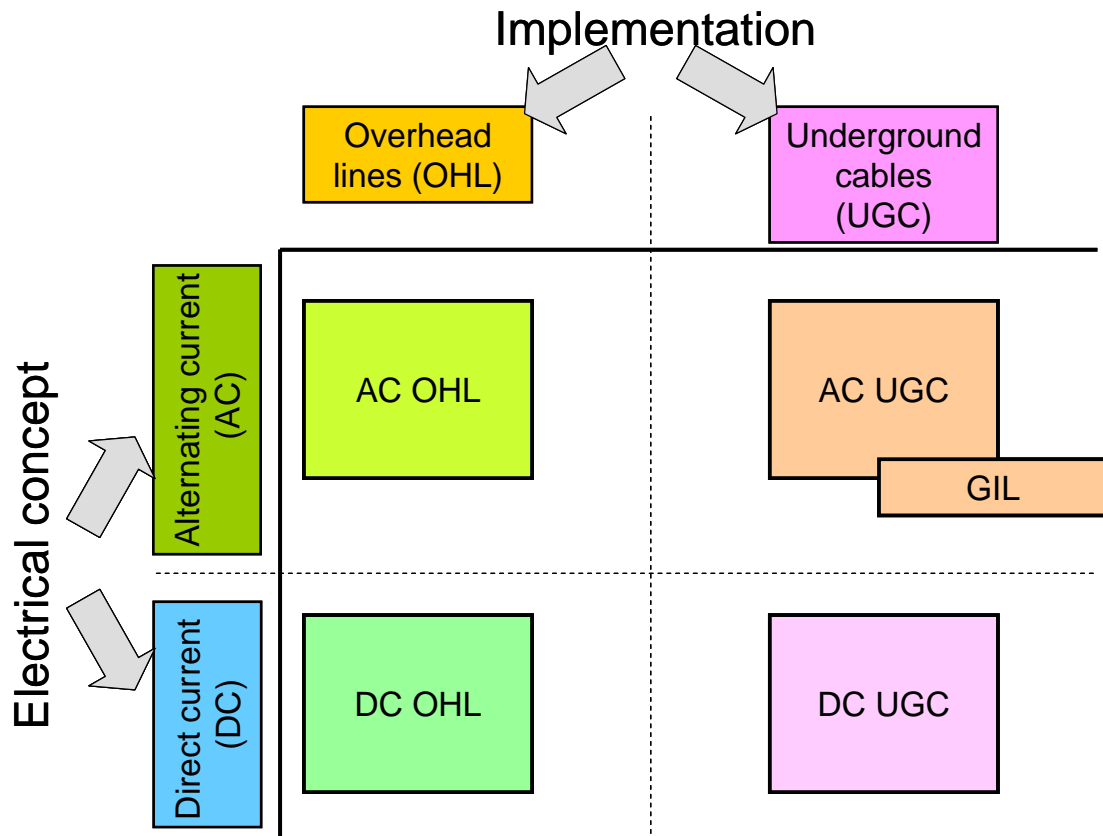 Implementation
Overhead
lines (OHL)
Underground
cables
(UGC)
Electrical concept
Alternating current
(AC)
AC OHL
AC UGC
GIL
Direct current
(DC)
DC OHL
DC UGC